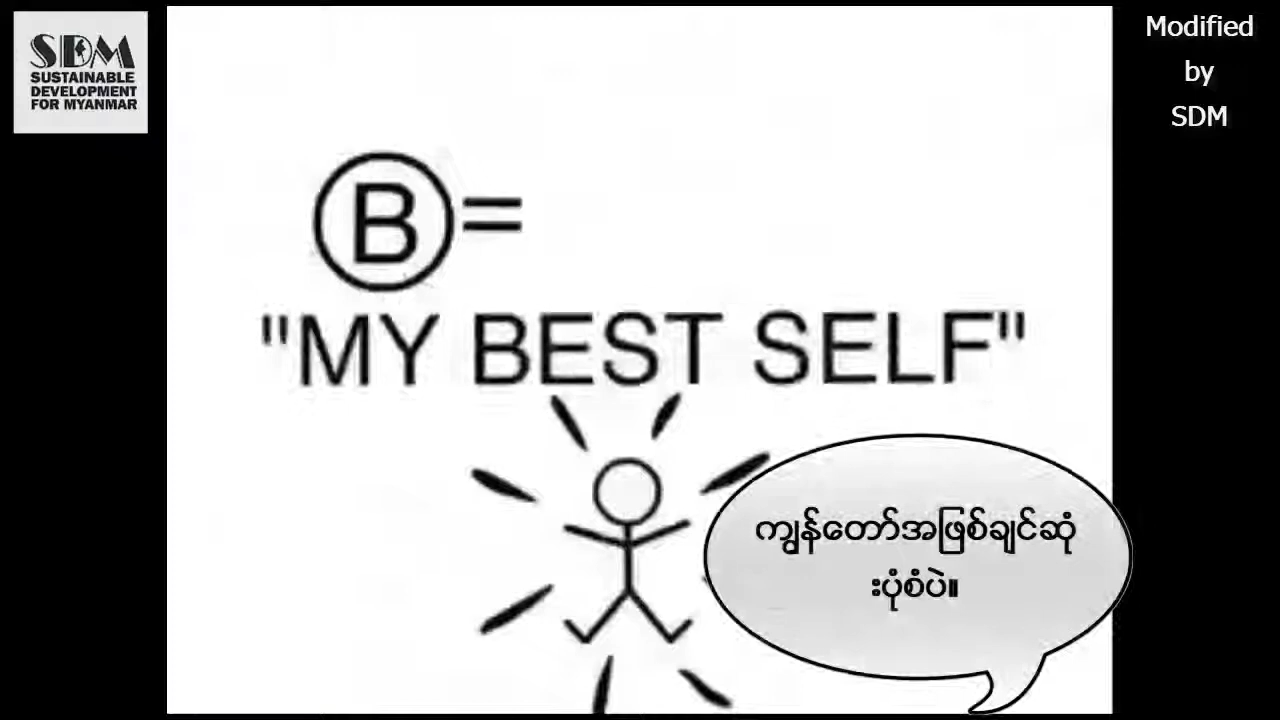 SDM
SUSTAINABLE
DEVELOPMENT
FOR MYANMAR
Modified
by
SDM
B=
"MY BEST SELF"
ကျွန်တော်အဖြစ်ချင်ဆုံ
းပုံစံပဲ။